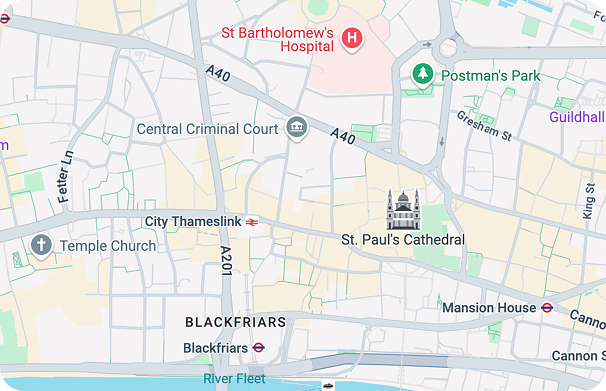 St Bartholomew's
Hospital
A40
Postman's Park
Gresham St
Guildhall
Central Criminal Court
A40
Fetter Ln
King St
City Thameslink
St. Paul's Cathedral
Temple Church
A201
Mansion House
BLACKFRIARS
Blackfriars
Cannon S
River Fleet